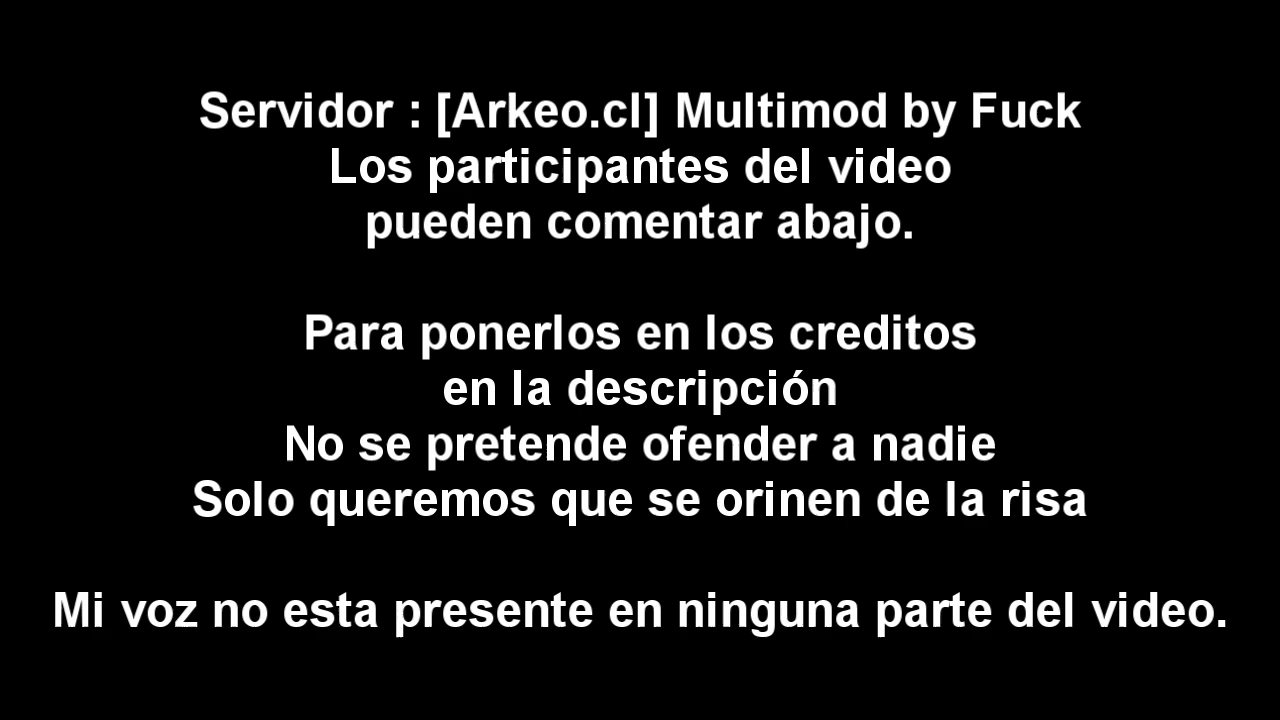 Servidor : [Arkeo.cl] Multimod by Fuck
Los participantes del video
pueden comentar abajo.
Para ponerlos en los creditos
en la descripción
No se pretende ofender a nadie
Solo queremos que se orinen de la risa
Mi voz no esta presente en ninguna parte del video.